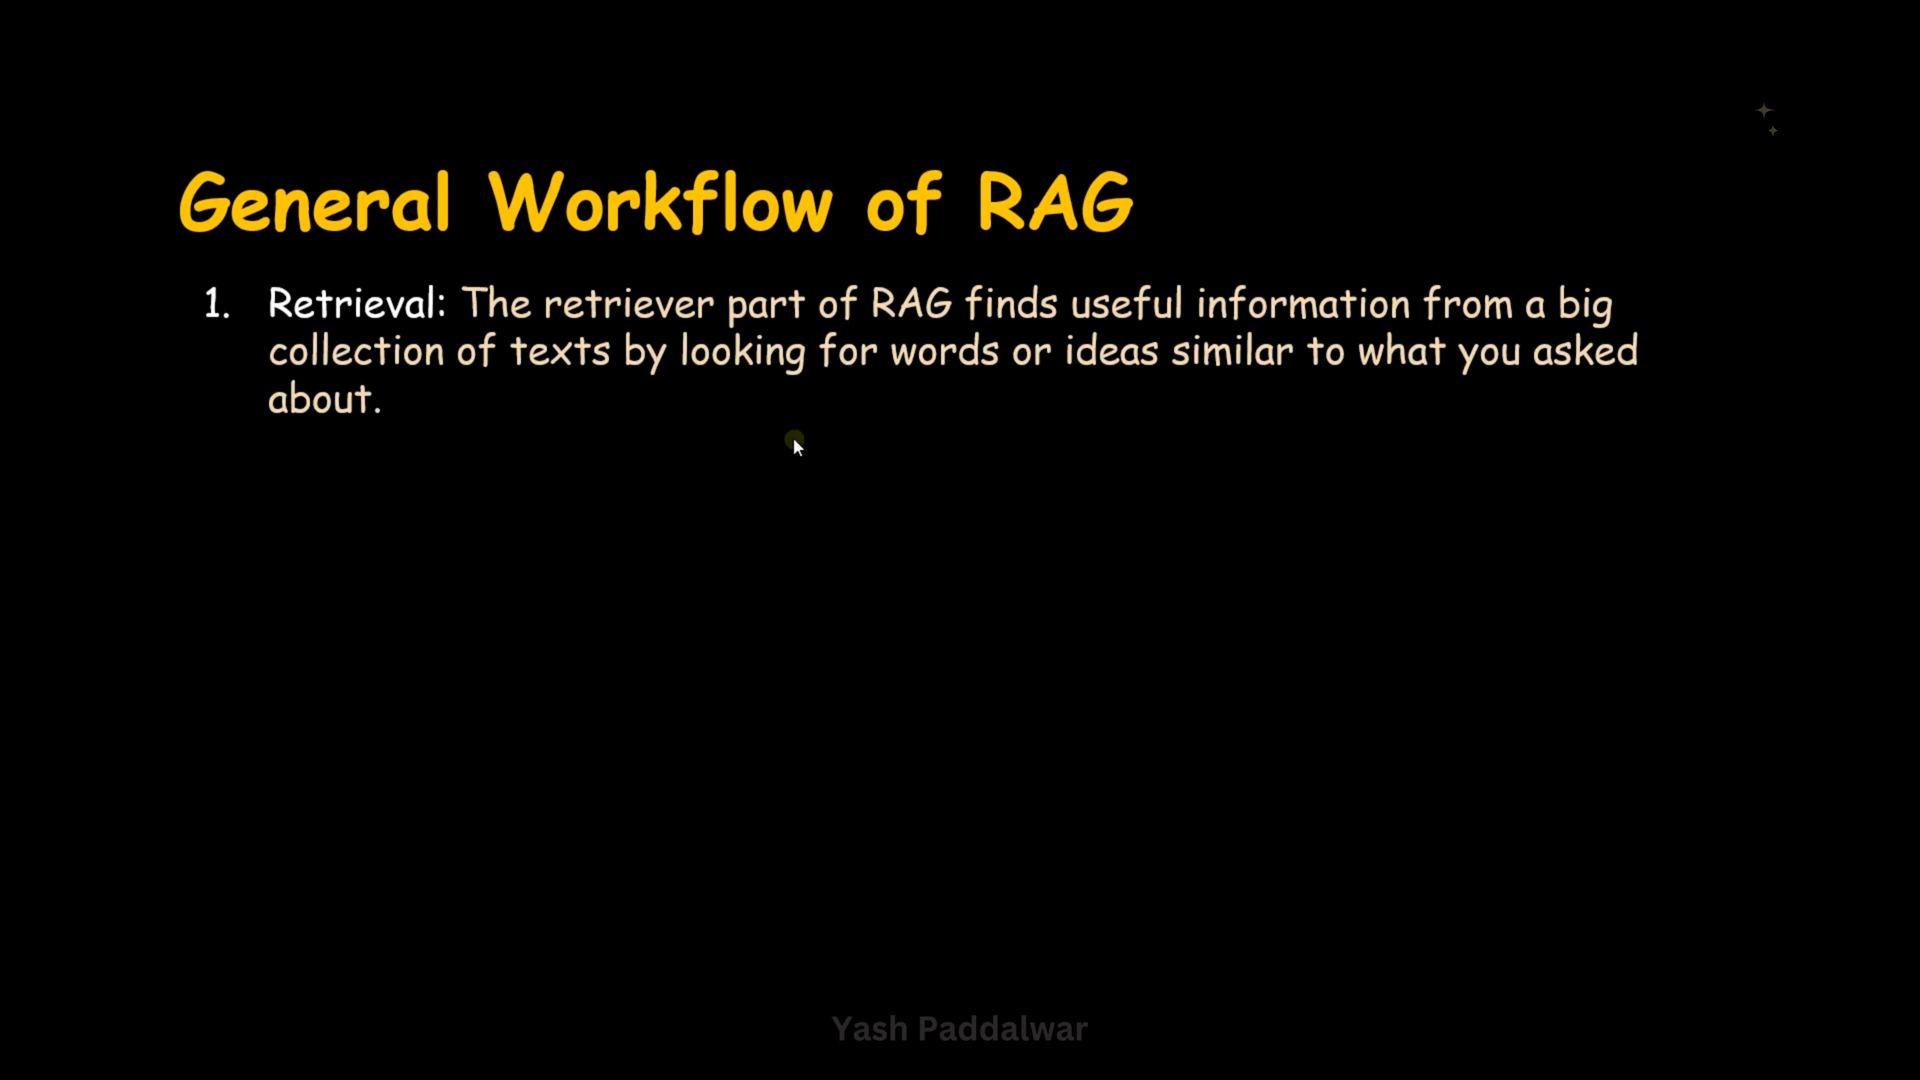 General Workflow of RAG
1. Retrieval: The retriever part of RAG finds useful information from a big
collection of texts by looking for words or ideas similar to what you asked
about.
Yash Paddalwar